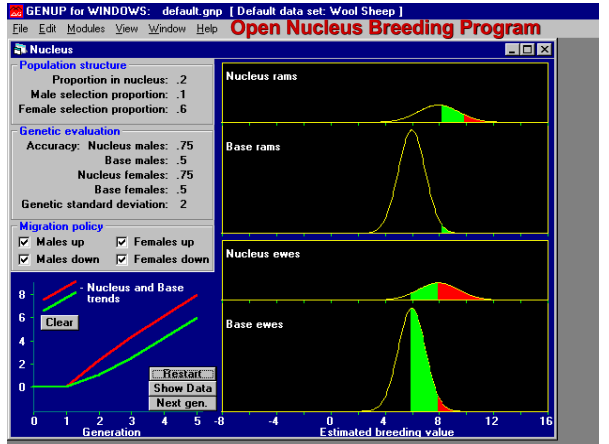 GENUP for WINDOWS: default.gnp [ Default data set: Wool Sheep ]
File Edit Modules View Window Help
Open Nucleus Breeding Program
Nucleus
Population structure
Proportion in nucleus: .2
Male selection proportion: .1
Female selection proportion: .6
Genetic evaluation
Accuracy: Nucleus males: .75
Base males: .5
Nucleus females: .75
Base females: .5
Genetic standard deviation: 2
Migration policy
Males up Females up
Males down Females down
- Nucleus and Base
trends
Clear
8
6
4
2
0
0 1 2 3 4 5
Generation
Restart
Show Data
Next gen.
Nucleus rams
Base rams
Nucleus ewes
Base ewes
-8 -4 0 4 8 12 16
Estimated breeding value